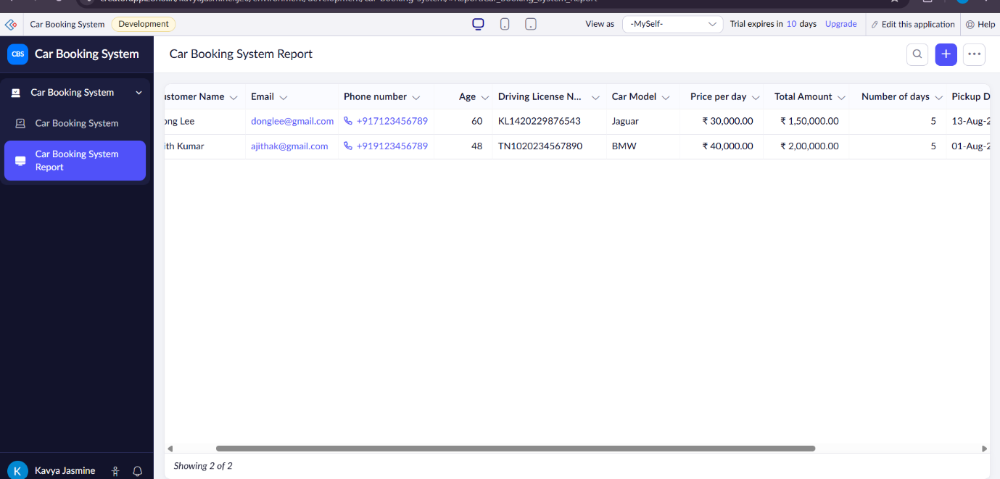 Car Booking System Development View as -MySelf- Trial expires in 10 days Upgrade Edit this application Help
CBS Car Booking System
Car Booking System
Car Booking System
Car Booking System Report
Car Booking System Report
ustomer Name Email Phone number Age Driving License N... Car Model Price per day Total Amount Number of days Pickup D
ong Lee donglee@gmail.com +917123456789 60 KL1420229876543 Jaguar ₹ 30,000.00 ₹ 1,50,000.00 5 13-Aug-2
ith Kumar ajithak@gmail.com +919123456789 48 TN1020234567890 BMW ₹ 40,000.00 ₹ 2,00,000.00 5 01-Aug-2
Showing 2 of 2
K Kavya Jasmine